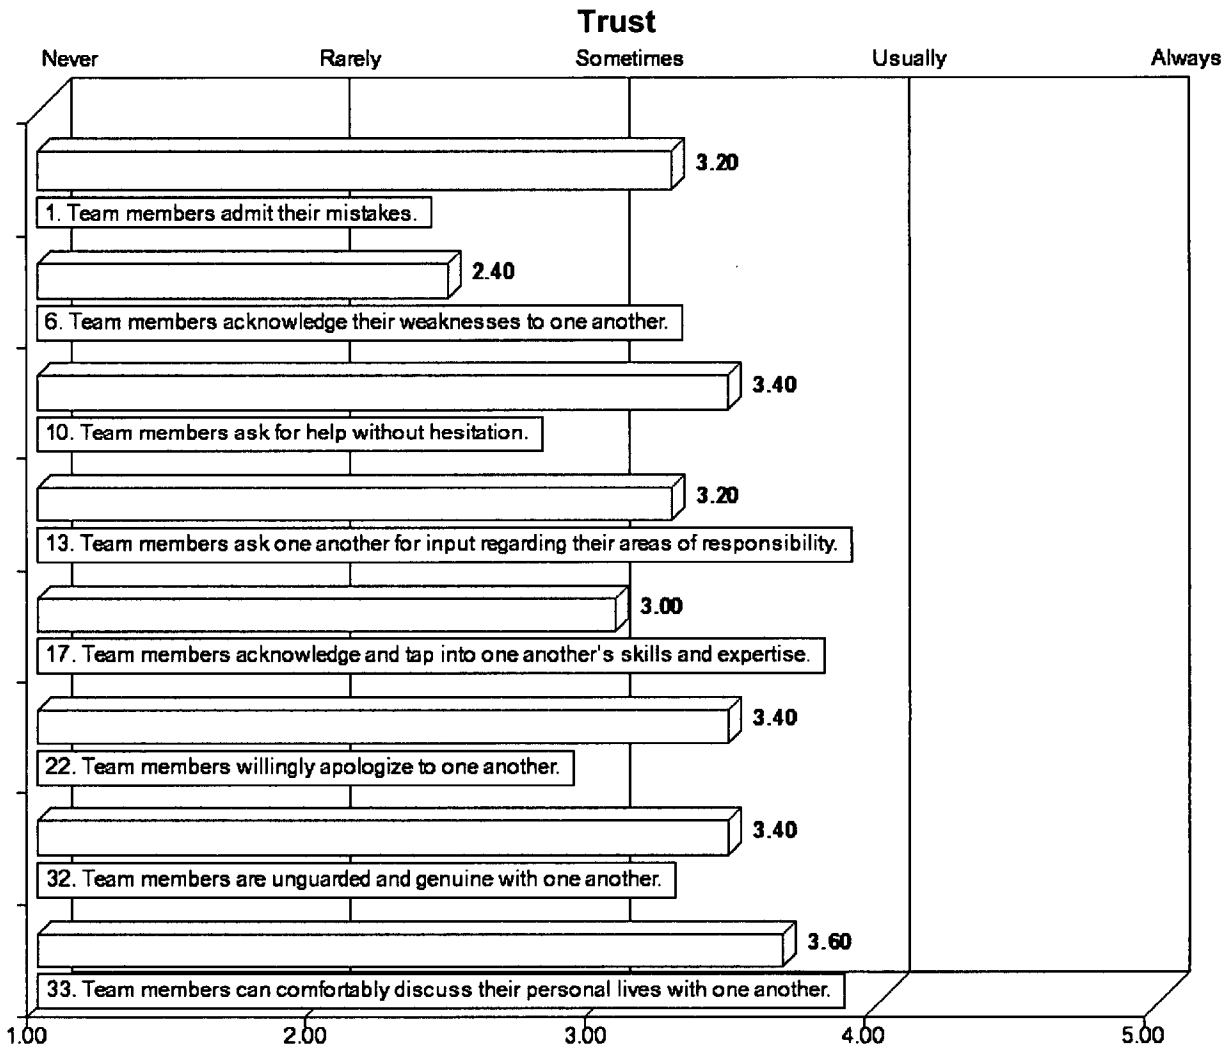 Trust
Never Rarely Sometimes Usually Always
3.20
1. Team members admit their mistakes.
2.40
6. Team members acknowledge their weaknesses to one another.
3.40
10. Team members ask for help without hesitation.
3.20
13. Team members ask one another for input regarding their areas of responsibility.
3.00
17. Team members acknowledge and tap into one another's skills and expertise.
3.40
22. Team members willingly apologize to one another.
3.40
32. Team members are unguarded and genuine with one another.
3.60
33. Team members can comfortably discuss their personal lives with one another.
1.00 2.00 3.00 4.00 5.00